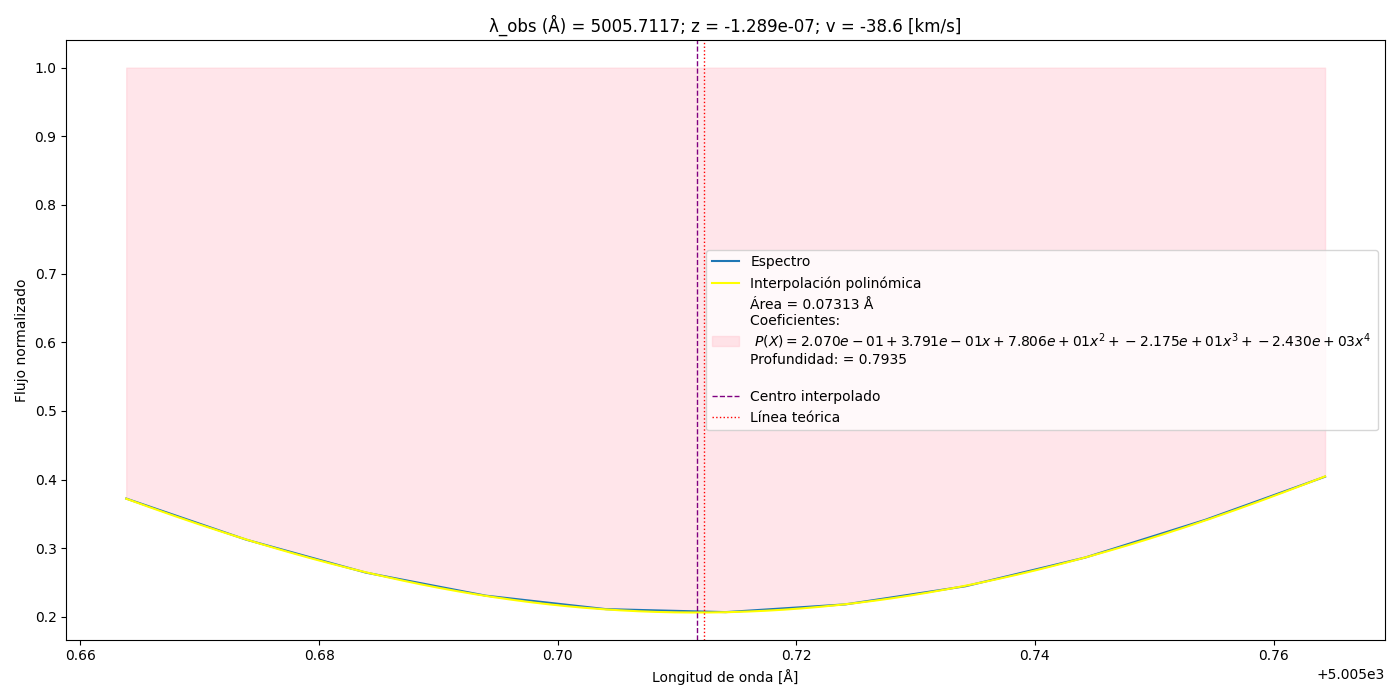 λ_obs (Å) = 5005.7117; z = -1.289e-07; v = -38.6 [km/s]
Flujo normalizado
1.0
0.9
0.8
0.7
0.6
0.5
0.4
0.3
0.2
Espectro
Interpolación polinómica
Área = 0.07313 Å
Coeficientes:
P(X) = 2.070e − 01 + 3.791e − 01x + 7.806e + 01x² + − 2.175e + 01x³ + − 2.430e + 03x⁴
Profundidad: = 0.7935
Centro interpolado
Línea teórica
0.66 0.68 0.70 0.72 0.74 0.76
+5.005e3
Longitud de onda [Å]